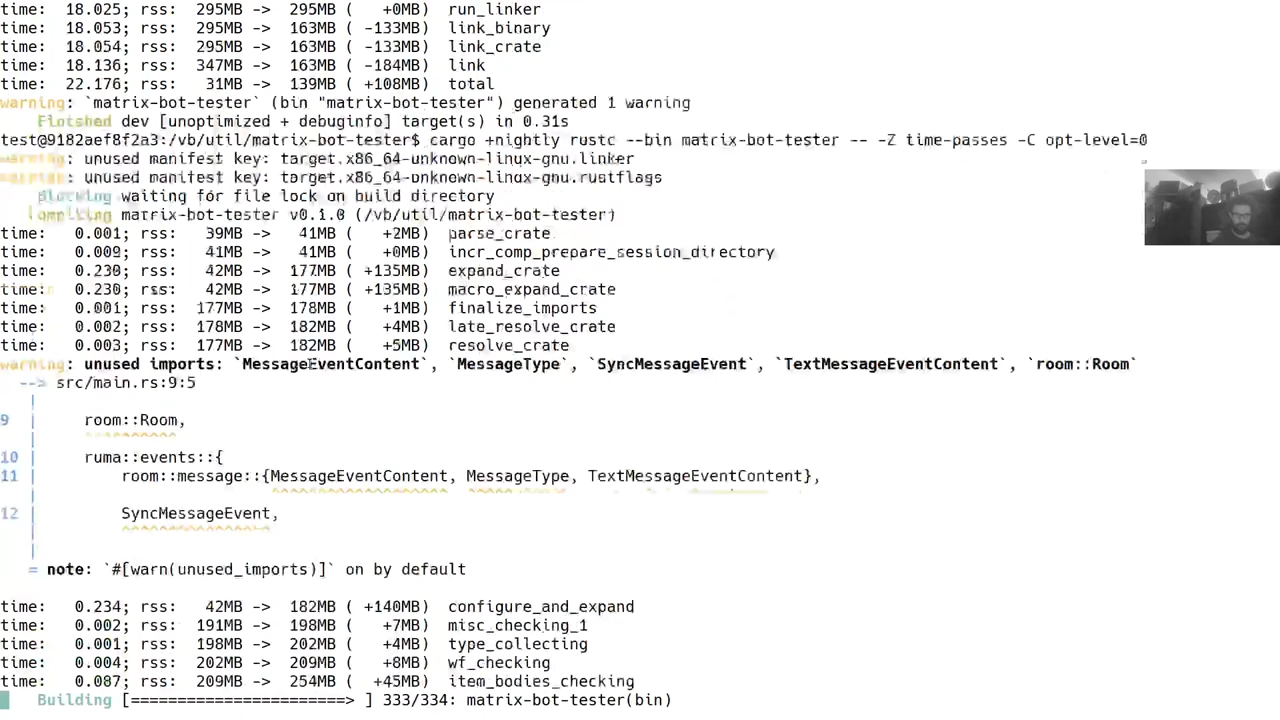 time:  18.025; rss:  295MB ->  295MB (   +0MB)  run_linker
time:  18.053; rss:  295MB ->  163MB ( -133MB)  link_binary
time:  18.054; rss:  295MB ->  163MB ( -133MB)  link_crate
time:  18.136; rss:  347MB ->  163MB ( -184MB)  link
time:  22.176; rss:   31MB ->  139MB ( +108MB)  total
warning: `matrix-bot-tester` (bin "matrix-bot-tester") generated 1 warning
Finished dev [unoptimized + debuginfo] target(s) in 0.31s
test@9182aef8f2a3:/vb/util/matrix-bot-tester$ cargo +nightly rustc --bin matrix-bot-tester -- -Z time-passes -C opt-level=0
warning: unused manifest key: target.x86_64-unknown-linux-gnu.linker
warning: unused manifest key: target.x86_64-unknown-linux-gnu.rustflags
Blocking waiting for file lock on build directory
Compiling matrix-bot-tester v0.1.0 (/vb/util/matrix-bot-tester)
time:   0.001; rss:   39MB ->   41MB (   +2MB)  parse_crate
time:   0.009; rss:   41MB ->   41MB (   +0MB)  incr_comp_prepare_session_directory
time:   0.230; rss:   42MB ->  177MB ( +135MB)  expand_crate
time:   0.230; rss:   42MB ->  177MB ( +135MB)  macro_expand_crate
time:   0.001; rss:  177MB ->  178MB (   +1MB)  finalize_imports
time:   0.002; rss:  178MB ->  182MB (   +4MB)  late_resolve_crate
time:   0.003; rss:  177MB ->  182MB (   +5MB)  resolve_crate
warning: unused imports: `MessageEventContent`, `MessageType`, `SyncMessageEvent`, `TextMessageEventContent`, `room::Room`
--> src/main.rs:9:5
|
9  |     room::Room,
|     ^^^^^^^^^^
10 |     ruma::events::{
11 |         room::message::{MessageEventContent, MessageType, TextMessageEventContent},
|                         ^^^^^^^^^^^^^^^^^^^  ^^^^^^^^^^^  ^^^^^^^^^^^^^^^^^^^^^^^
12 |         SyncMessageEvent,
|         ^^^^^^^^^^^^^^^^
|
= note: `#[warn(unused_imports)]` on by default
time:   0.234; rss:   42MB ->  182MB ( +140MB)  configure_and_expand
time:   0.002; rss:  191MB ->  198MB (   +7MB)  misc_checking_1
time:   0.001; rss:  198MB ->  202MB (   +4MB)  type_collecting
time:   0.004; rss:  202MB ->  209MB (   +8MB)  wf_checking
time:   0.087; rss:  209MB ->  254MB (  +45MB)  item_bodies_checking
Building [=======================> ] 333/334: matrix-bot-tester(bin)